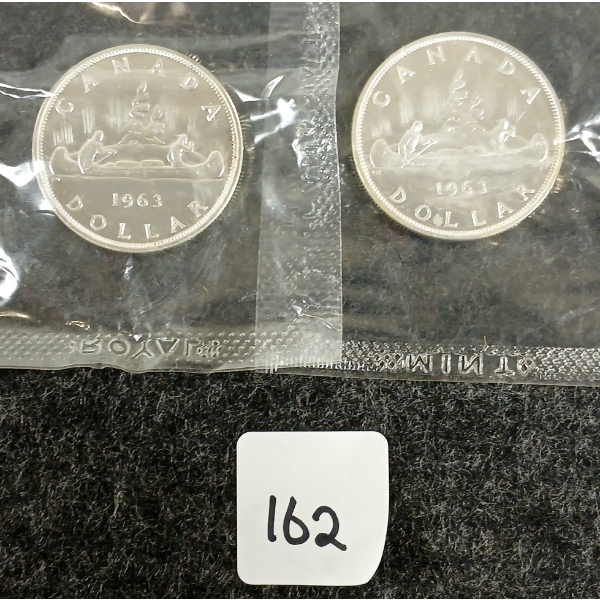 CANADA
1963
DOLLAR
CANADA
1963
DOLLAR
ROYAL
MINT
162